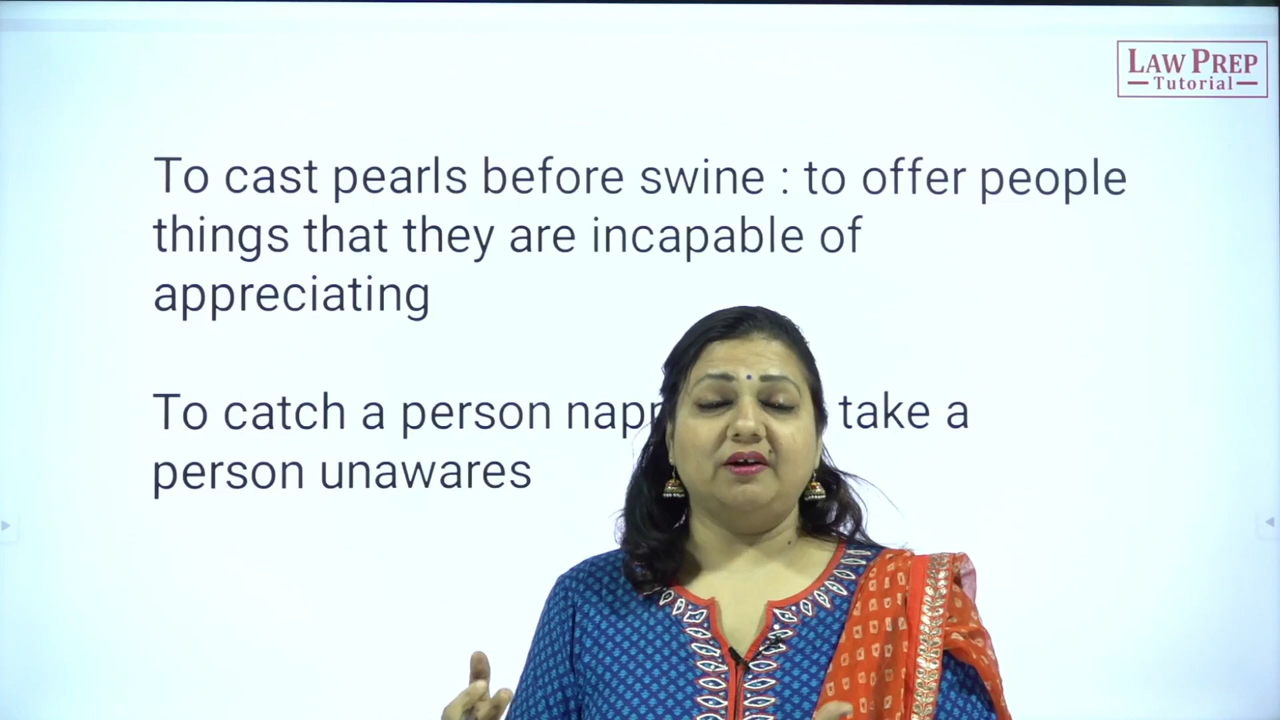 LAW PREP
Tutorial
To cast pearls before swine : to offer people
things that they are incapable of
appreciating
To catch a person take a
person unawares